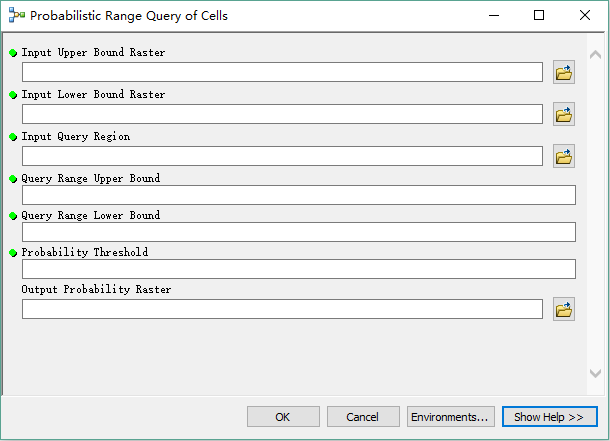 Probabilistic Range Query of Cells
Input Upper Bound Raster
Input Lower Bound Raster
Input Query Region
Query Range Upper Bound
Query Range Lower Bound
Probability Threshold
Output Probability Raster
OK Cancel Environments... Show Help >>